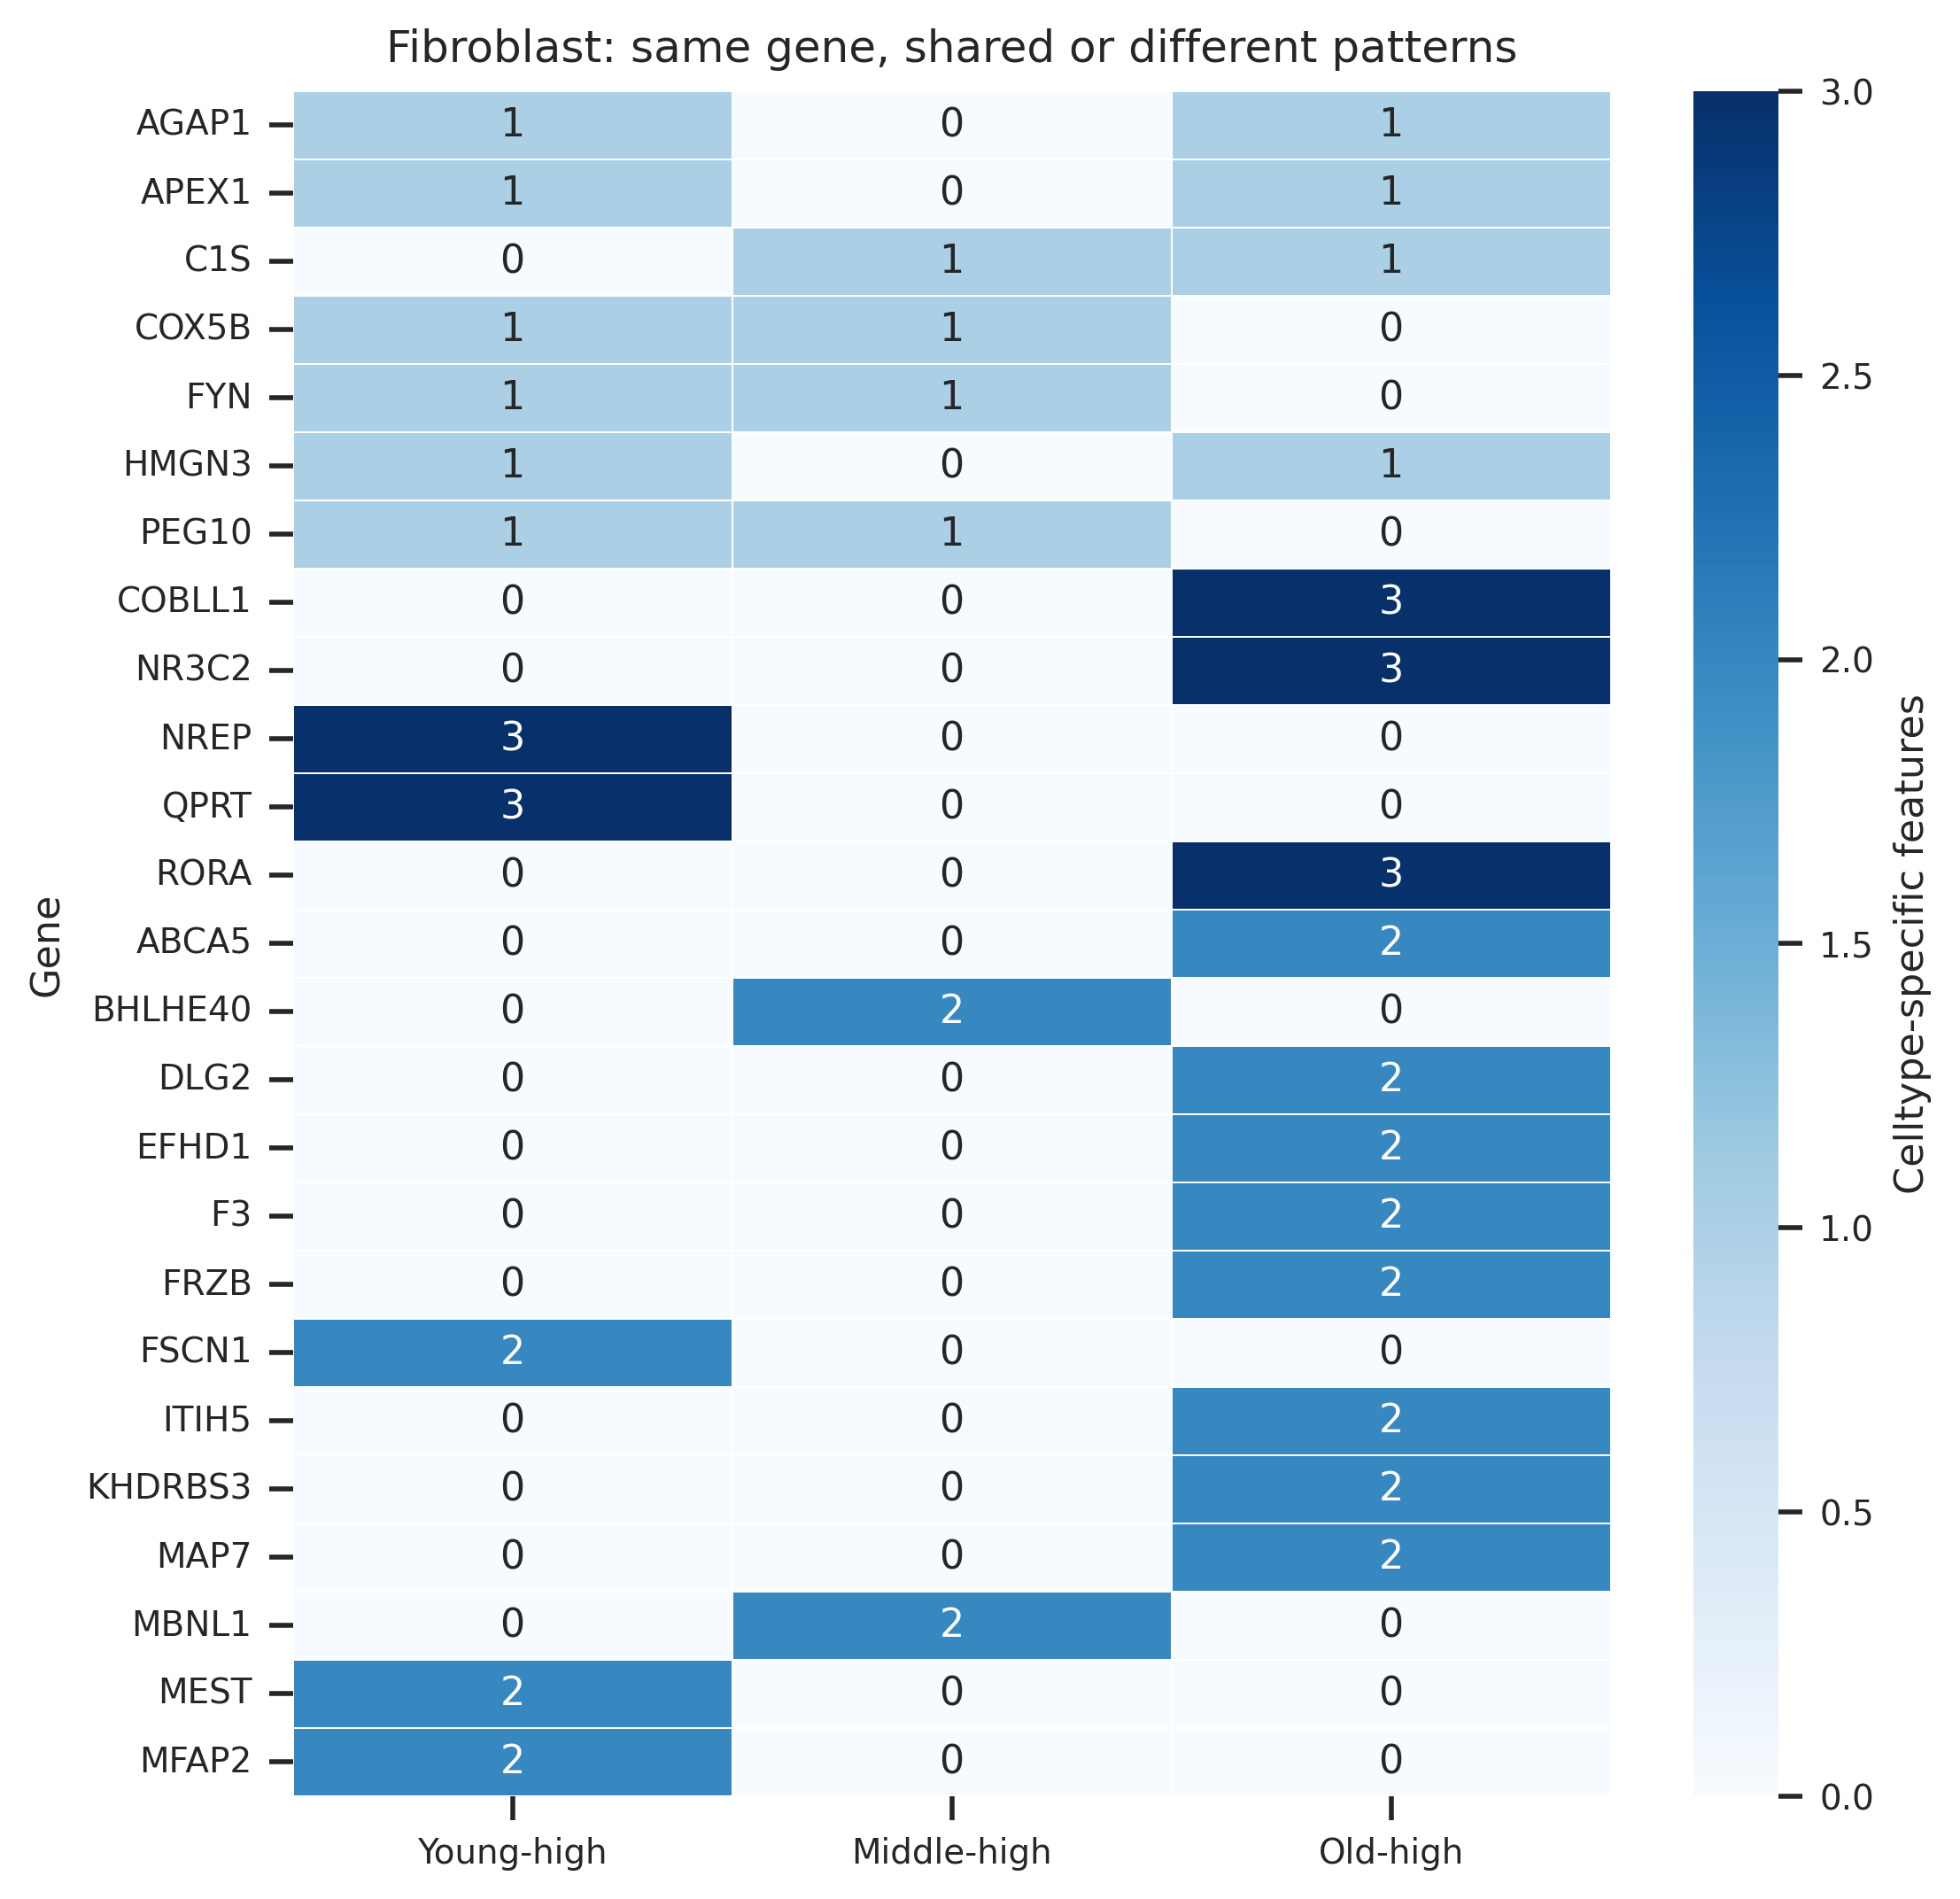 Fibroblast: same gene, shared or different patterns
AGAP1 1 0 1
APEX1 1 0 1
C1S 0 1 1
COX5B 1 1 0
FYN 1 1 0
HMGN3 1 0 1
PEG10 1 1 0
COBLL1 0 0 3
NR3C2 0 0 3
NREP 3 0 0
QPRT 3 0 0
RORA 0 0 3
ABCA5 0 0 2
BHLHE40 0 2 0
DLG2 0 0 2
EFHD1 0 0 2
F3 0 0 2
FRZB 0 0 2
FSCN1 2 0 0
ITIH5 0 0 2
KHDRBS3 0 0 2
MAP7 0 0 2
MBNL1 0 2 0
MEST 2 0 0
MFAP2 2 0 0
Young-high Middle-high Old-high
Gene
3.0
2.5
2.0
1.5
1.0
0.5
0.0
Celltype-specific features